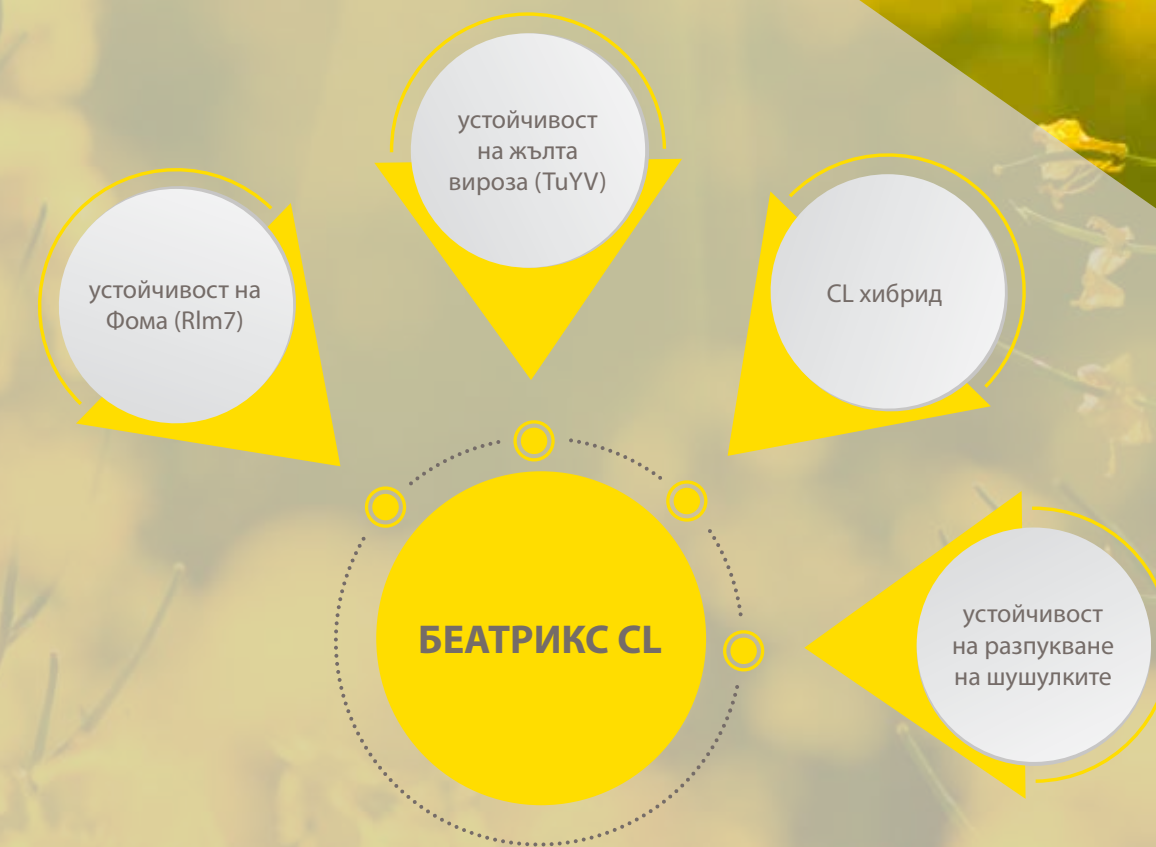 устойчивост
на жълта
вироза (TuYV)
устойчивост на
Фома (Rlm7)
CL хибрид
БЕАТРИКС CL
устойчивост
на разпукване
на шушулките